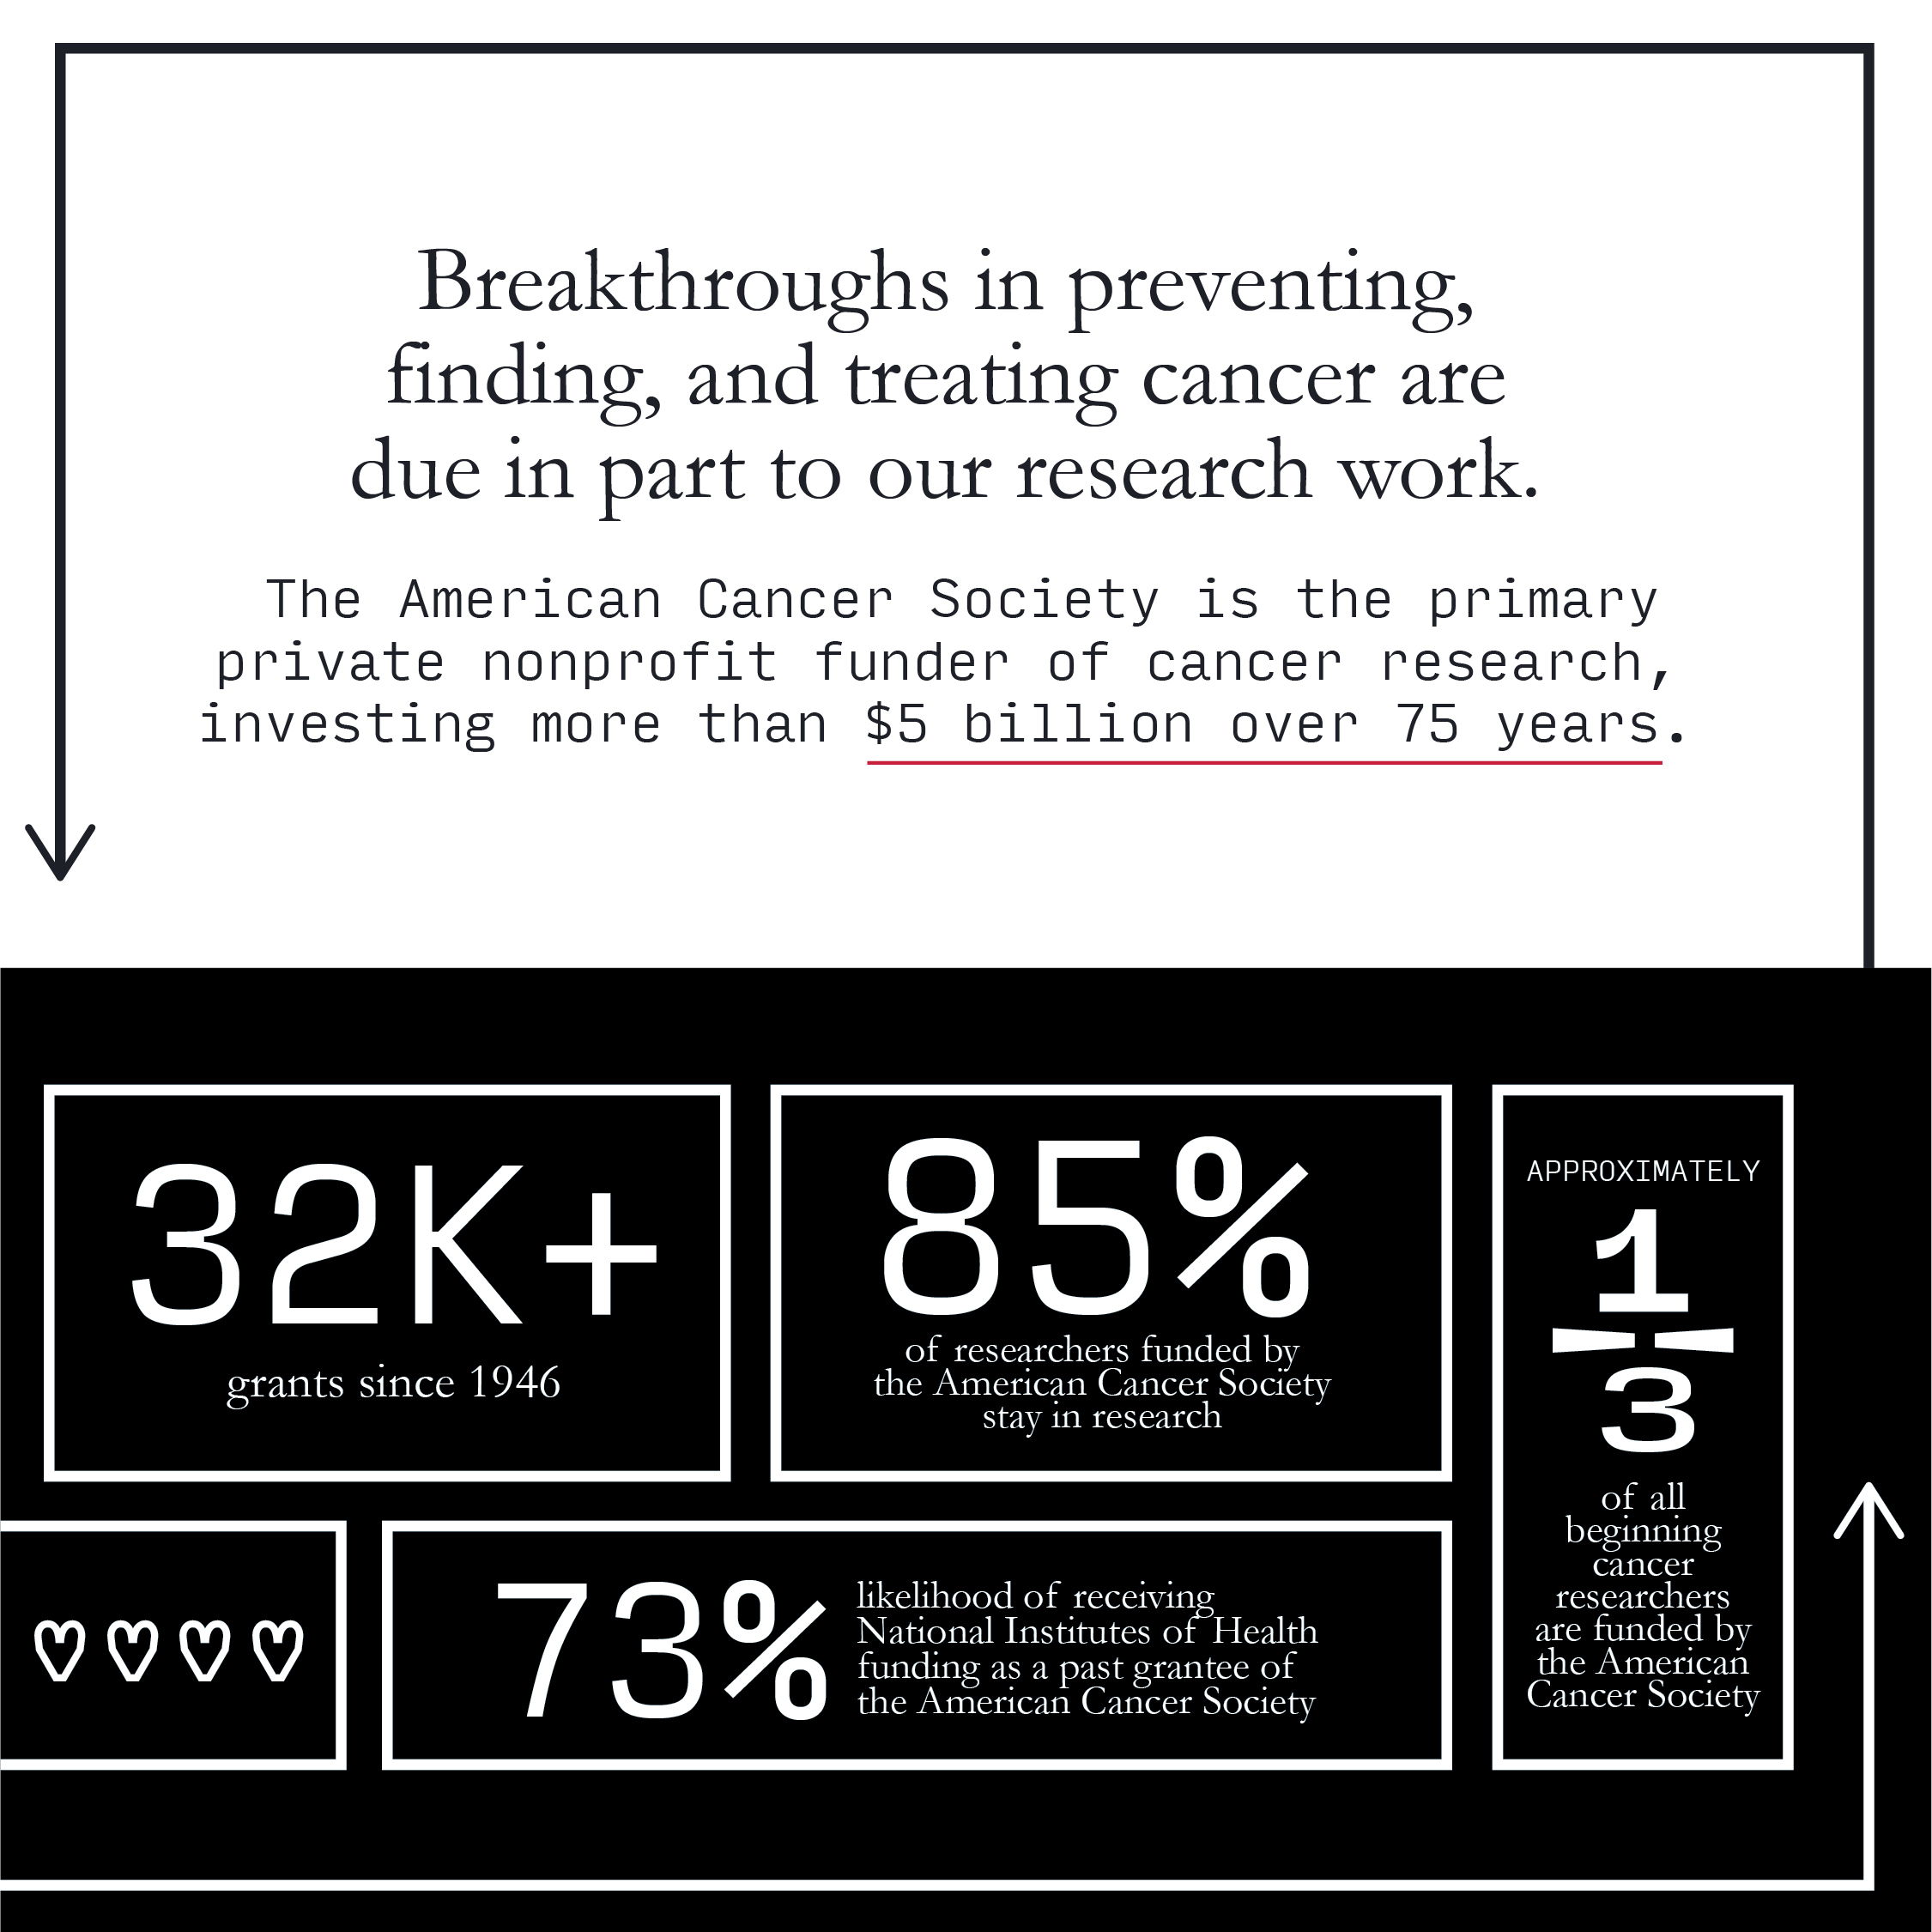 Breakthroughs in preventing,
finding, and treating cancer are
due in part to our research work.
The American Cancer Society is the primary
private nonprofit funder of cancer research,
investing more than $5 billion over 75 years.
32K+
grants since 1946
85%
of researchers funded by
the American Cancer Society
stay in research
APPROXIMATELY
1
3
of all
beginning
cancer
researchers
are funded by
the American
Cancer Society
73%
likelihood of receiving
National Institutes of Health
funding as a past grantee of
the American Cancer Society